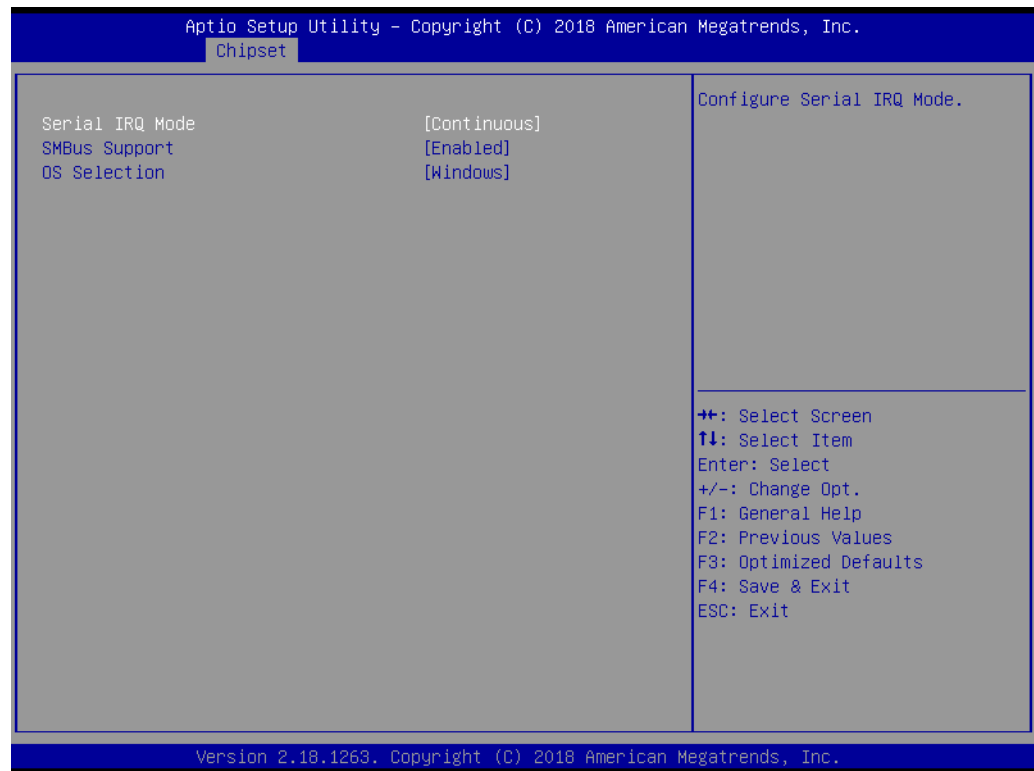 Aptio Setup Utility – Copyright (C) 2018 American Megatrends, Inc.
Chipset
Serial IRQ Mode [Continuous]
SMBus Support [Enabled]
OS Selection [Windows]
Configure Serial IRQ Mode.
→←: Select Screen
↑↓: Select Item
Enter: Select
+/-: Change Opt.
F1: General Help
F2: Previous Values
F3: Optimized Defaults
F4: Save & Exit
ESC: Exit
Version 2.18.1263. Copyright (C) 2018 American Megatrends, Inc.